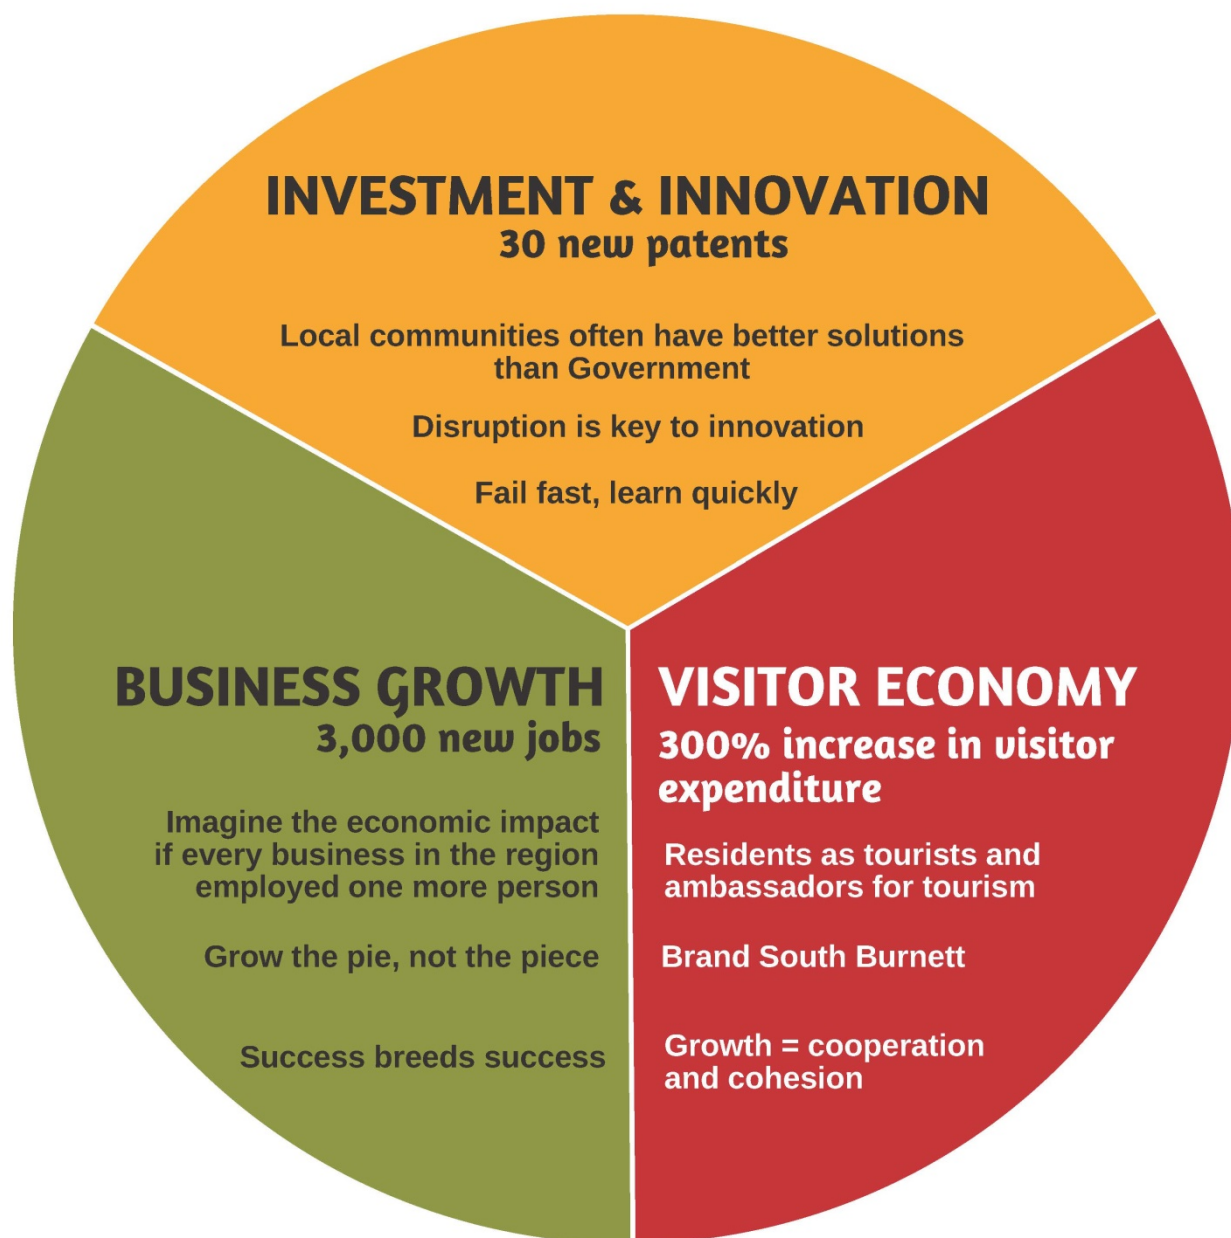 INVESTMENT & INNOVATION
30 new patents
Local communities often have better solutions
than Government
Disruption is key to innovation
Fail fast, learn quickly
BUSINESS GROWTH
3,000 new jobs
Imagine the economic impact
if every business in the region
employed one more person
Grow the pie, not the piece
Success breeds success
VISITOR ECONOMY
300% increase in visitor
expenditure
Residents as tourists and
ambassadors for tourism
Brand South Burnett
Growth = cooperation
and cohesion